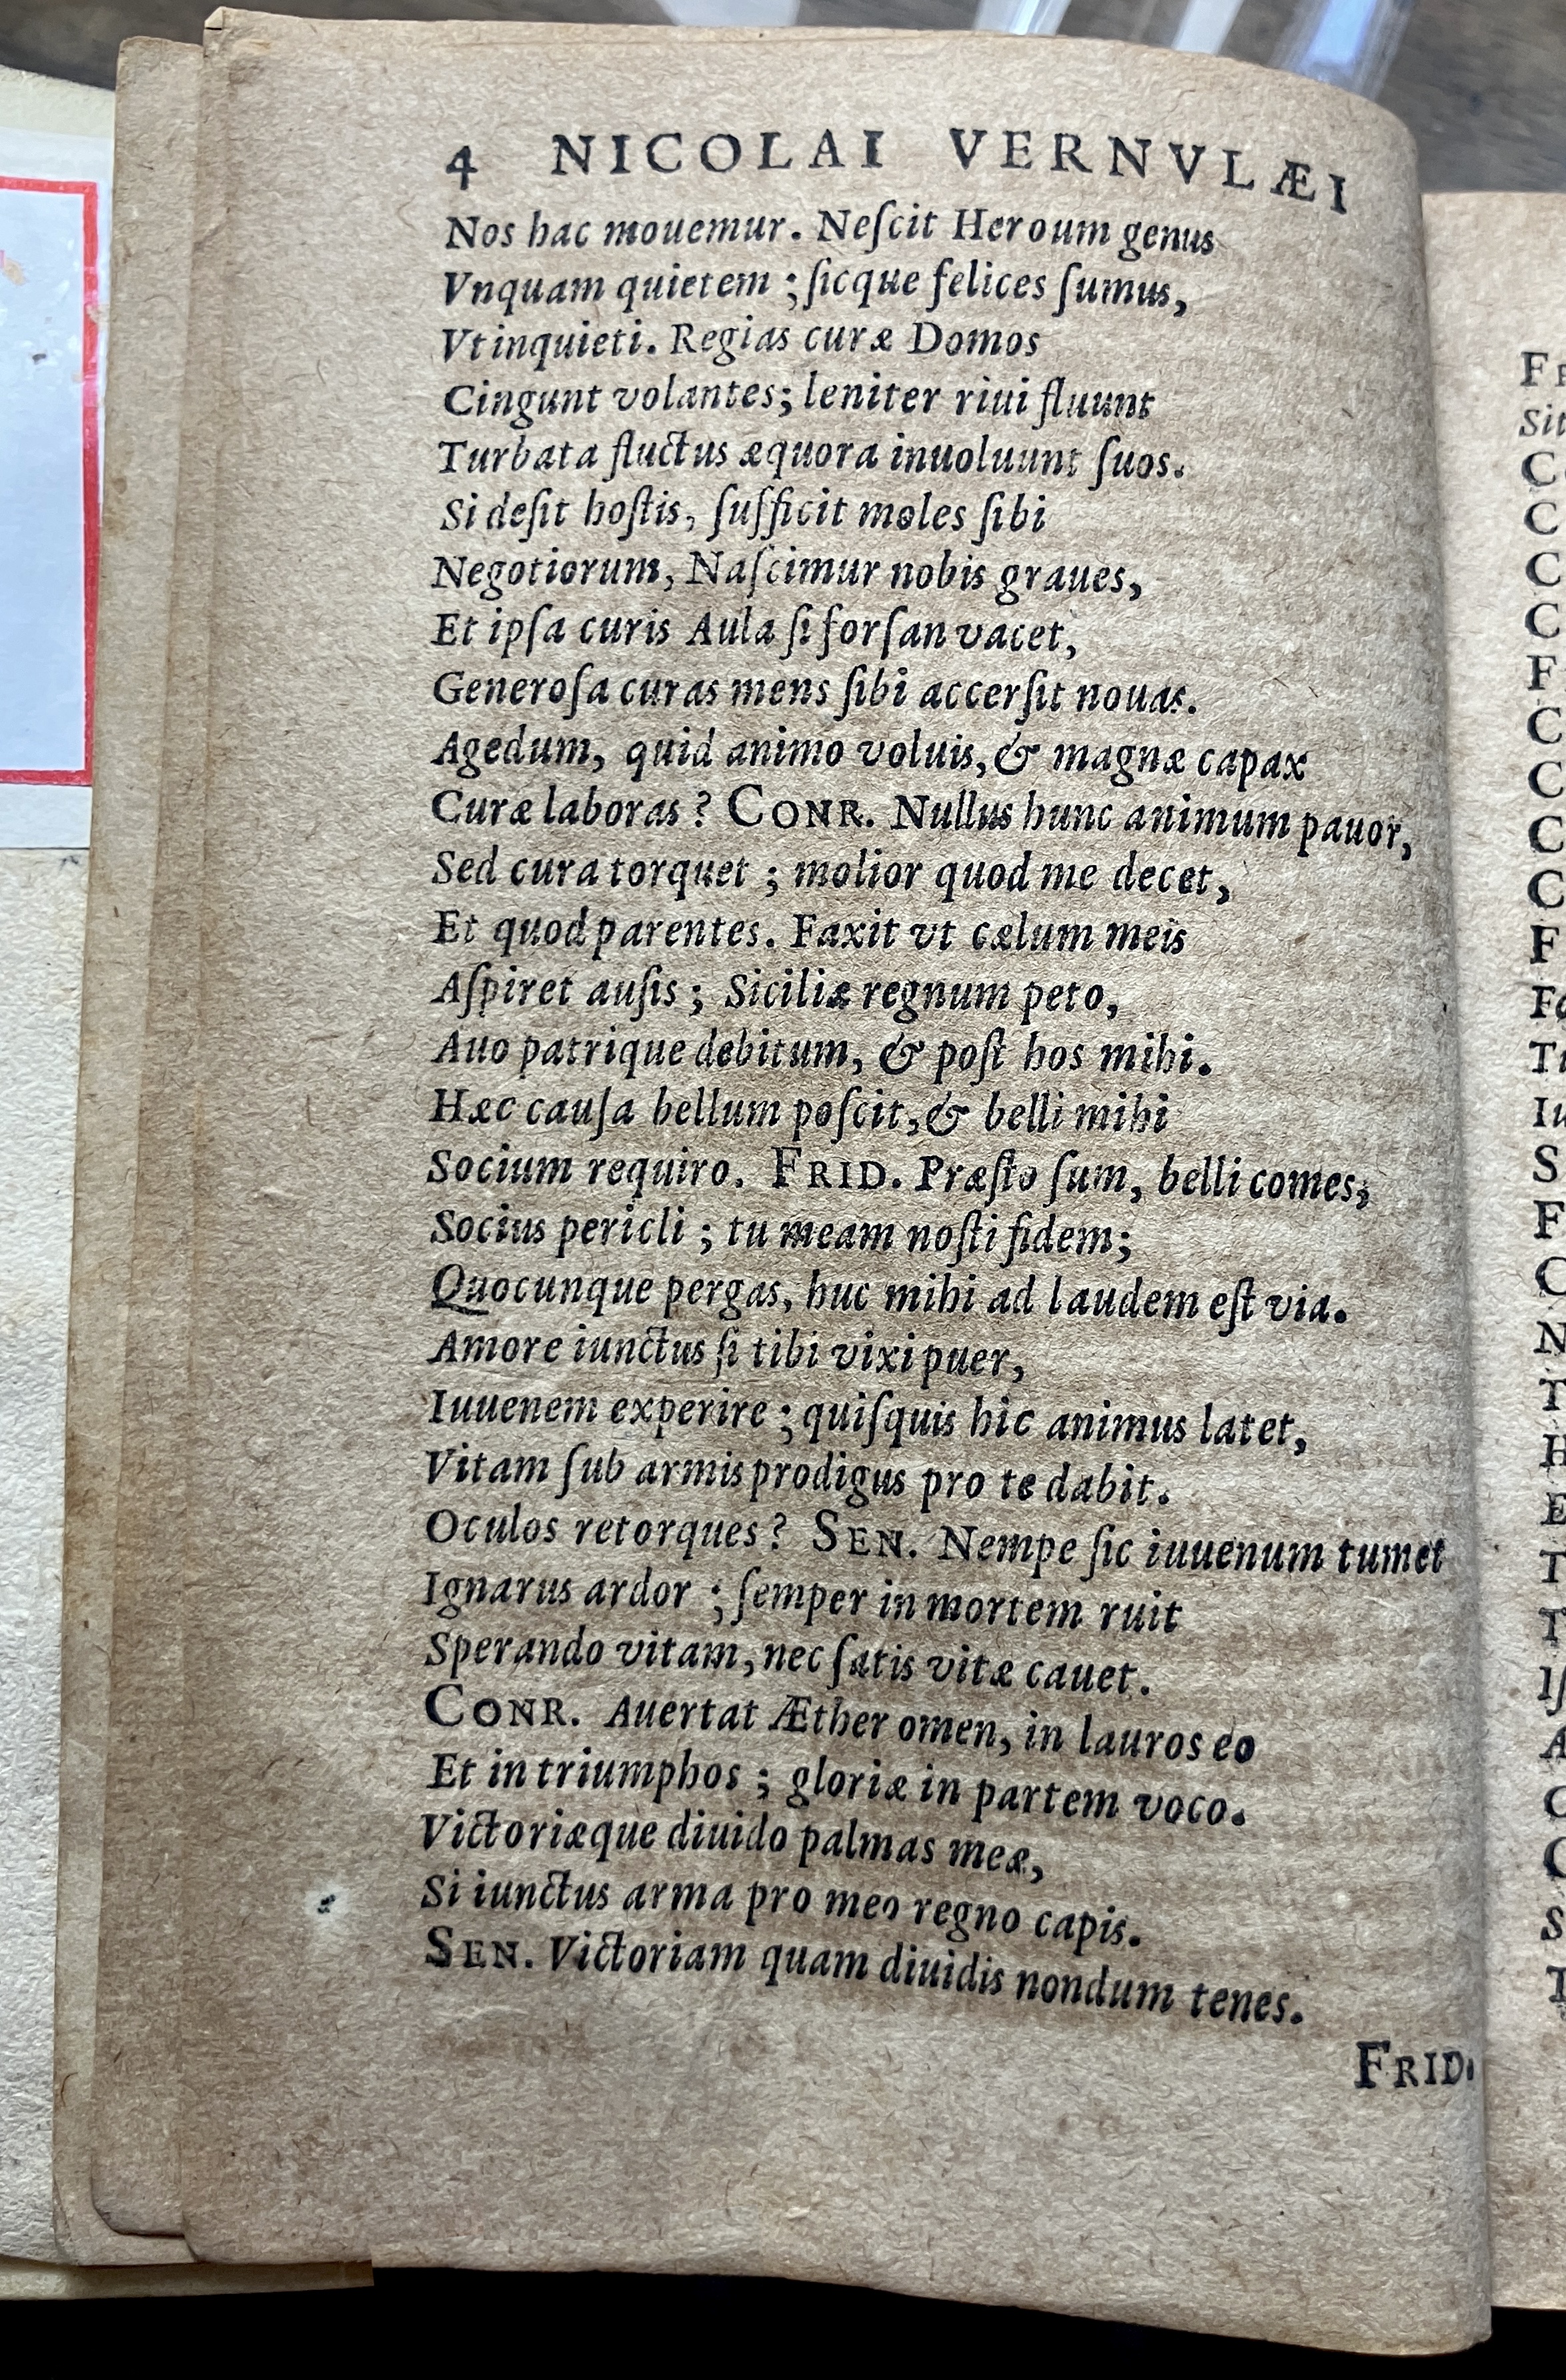 4 NICOLAI VERNVLÆI
Nos hac mouemur. Neſcit Heroum genus
Vnquam quietem ; ſicque felices ſumus,
Vt inquieti. Regias curæ Domos
Cingunt volantes; leniter riui fluunt
Turbata fluctus æquora inuoluunt ſuos.
Si deſit hoſtis, ſufficit moles ſibi
Negotiorum, Naſcimur nobis graues,
Et ipſa curis Aula ſi forſan vacet,
Generoſa curas mens ſibi accerſit nouas.
Agedum, quid animo voluis, & magnæ capax
Curæ laboras ? CONR. Nullus hunc animum pauor,
Sed cura torquet ; molior quod me decet,
Et quod parentes. Faxit vt cælum meis
Aſpiret auſis ; Siciliæ regnum peto,
Auo patrique debitum, & poſt hos mihi.
Hæc cauſa bellum poſcit, & belli mihi
Socium requiro. FRID. Præſto ſum, belli comes;
Socius pericli ; tu meam noſti fidem;
Quocunque pergas, huc mihi ad laudem eſt via.
Amore iunctus ſi tibi vixi puer,
Iuuenem experire ; quiſquis hic animus latet,
Vitam ſub armis prodigus pro te dabit.
Oculos retorques ? SEN. Nempe ſic iuuenum tumet
Ignarus ardor ; ſemper in mortem ruit
Sperando vitam, nec ſatis vitæ cauet.
CONR. Auertat Æther omen, in lauros eo
Et in triumphos ; gloriæ in partem voco.
Victoriæque diuido palmas meæ,
Si iunctus arma pro meo regno capis.
SEN. Victoriam quam diuidis nondum tenes.
FRID.